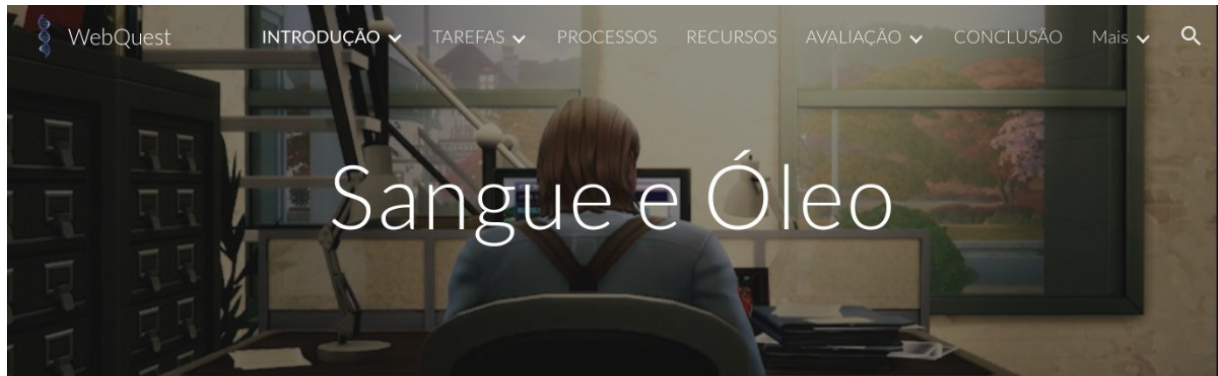 WebQuest INTRODUÇÃO TAREFAS PROCESSOS RECURSOS AVALIAÇÃO CONCLUSÃO Mais
Sangue e Óleo